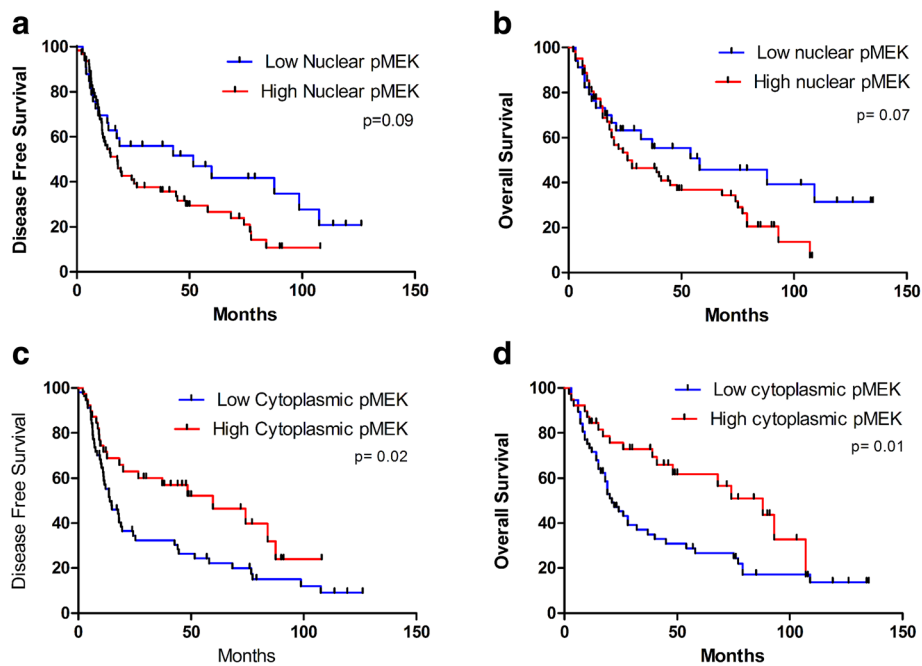 a
Disease Free Survival
100
80
60
40
20
0
0 50 100 150
Months
Low Nuclear pMEK
High Nuclear pMEK
p=0.09
b
Overall Survival
100
80
60
40
20
0
0 50 100 150
Months
Low nuclear pMEK
High nuclear pMEK
p= 0.07
c
Disease Free Survival
100
80
60
40
20
0
0 50 100 150
Months
Low Cytoplasmic pMEK
High Cytoplasmic pMEK
p= 0.02
d
Overall Survival
100
80
60
40
20
0
0 50 100 150
Months
Low cytoplasmic pMEK
High cytoplasmic pMEK
p= 0.01